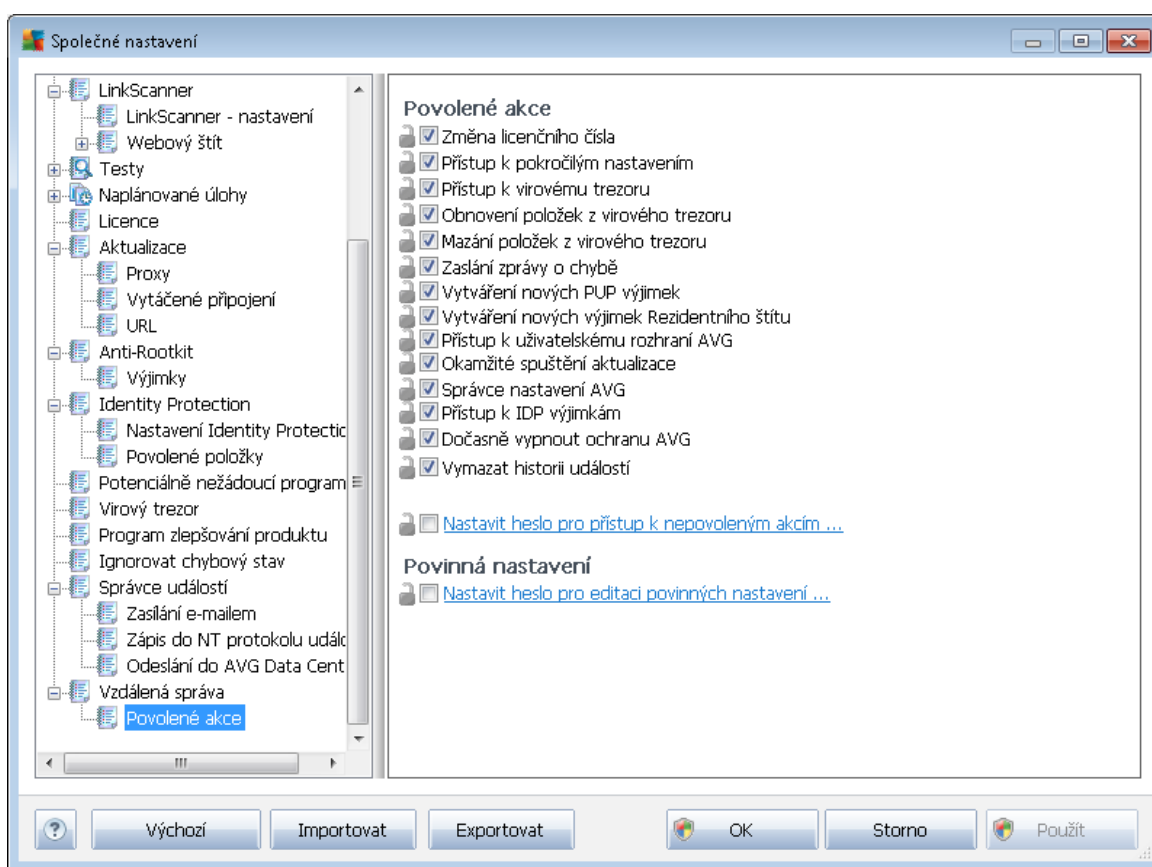 Společné nastavení
LinkScanner
LinkScanner - nastavení
Webový štít
Testy
Naplánované úlohy
Licence
Aktualizace
Proxy
Vytáčené připojení
URL
Anti-Rootkit
Výjimky
Identity Protection
Nastavení Identity Protectic
Povolené položky
Potenciálně nežádoucí program
Virový trezor
Program zlepšování produktu
Ignorovat chybový stav
Správce událostí
Zasílání e-mailem
Zápis do NT protokolu událc
Odeslání do AVG Data Cent
Vzdálená správa
Povolené akce
Povolené akce
Změna licenčního čísla
Přístup k pokročilým nastavením
Přístup k virovému trezoru
Obnovení položek z virového trezoru
Mazání položek z virového trezoru
Zaslání zprávy o chybě
Vytváření nových PUP výjimek
Vytváření nových výjimek Rezidentního štítu
Přístup k uživatelskému rozhraní AVG
Okamžité spuštění aktualizace
Správce nastavení AVG
Přístup k IDP výjimkám
Dočasně vypnout ochranu AVG
Vymazat historii událostí
Nastavit heslo pro přístup k nepovoleným akcím ...
Povinná nastavení
Nastavit heslo pro editaci povinných nastavení ...
?
Výchozí
Importovat
Exportovat
OK
Storno
Použít